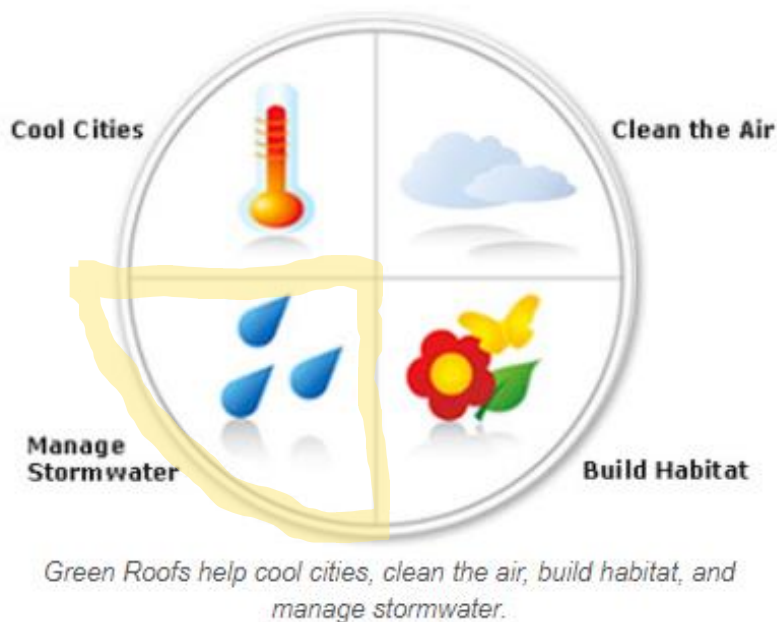 Cool Cities
Clean the Air
Manage
Stormwater
Build Habitat
Green Roofs help cool cities, clean the air, build habitat, and
manage stormwater.